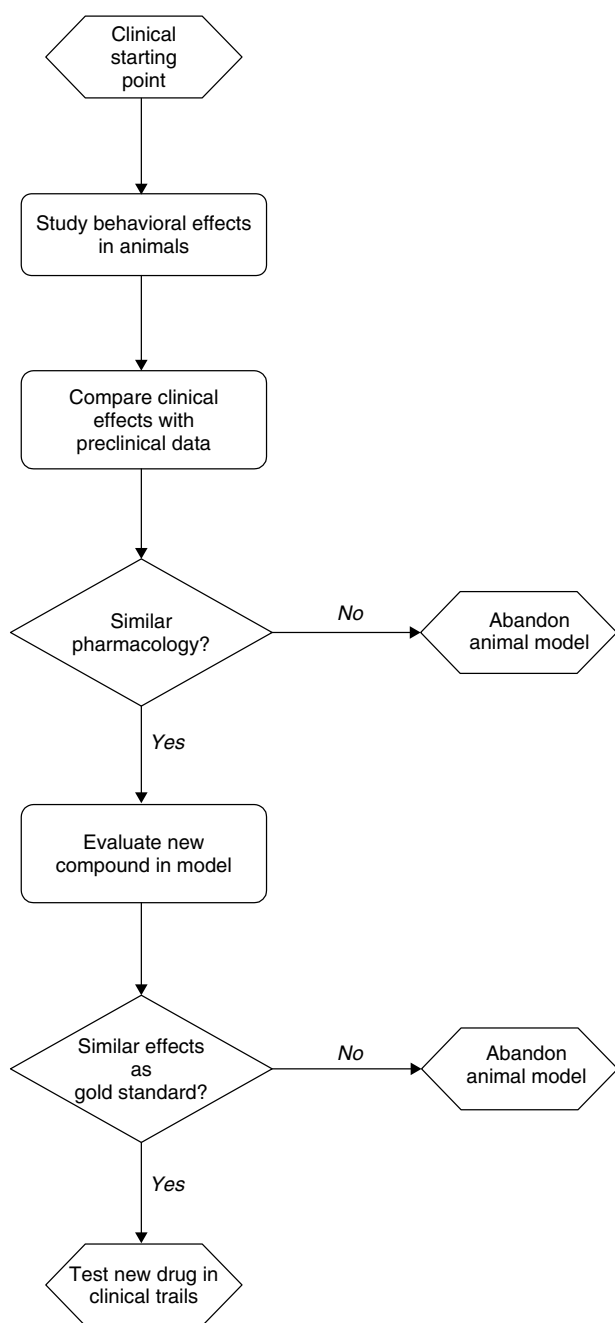 Clinical
starting
point
Study behavioral effects
in animals
Compare clinical
effects with
preclinical data
Similar
pharmacology?
No
Abandon
animal model
Yes
Evaluate new
compound in model
Similar effects
as
gold standard?
No
Abandon
animal model
Yes
Test new drug in
clinical trails